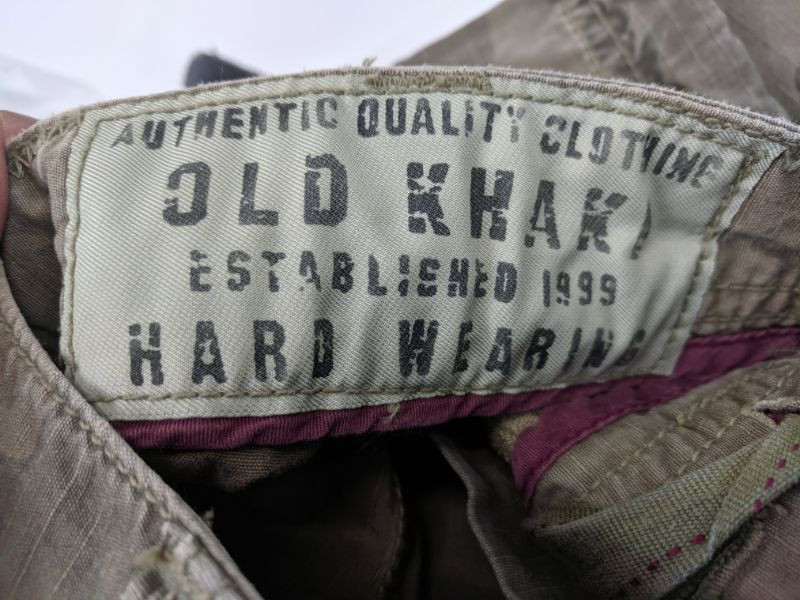 AUTHENTIC QUALITY CLOTHING
OLD KHAKI
ESTABLISHED 1999
HARD WEARING